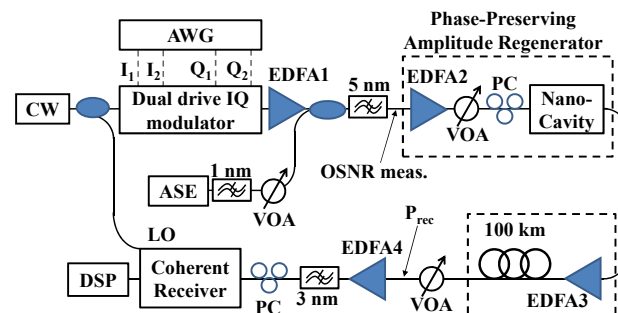 Phase-Preserving
Amplitude Regenerator
AWG
I1 I2 Q1 Q2
EDFA1
5 nm
EDFA2
PC
CW
Dual drive IQ
modulator
Nano-
Cavity
VOA
OSNR meas.
1 nm
ASE
VOA
Prec
100 km
LO
EDFA4
DSP
Coherent
Receiver
PC
3 nm
VOA
EDFA3